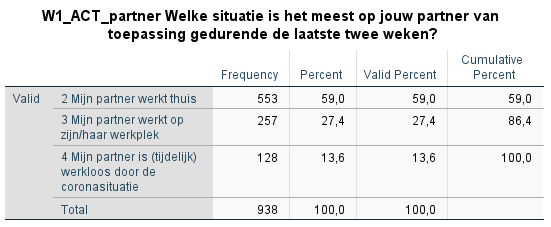 W1_ACT_partner Welke situatie is het meest op jouw partner van
toepassing gedurende de laatste twee weken?
Frequency Percent Valid Percent Cumulative Percent
Valid 2 Mijn partner werkt thuis 553 59,0 59,0 59,0
3 Mijn partner werkt op
zijn/haar werkplek 257 27,4 27,4 86,4
4 Mijn partner is (tijdelijk)
werkloos door de
coronasituatie 128 13,6 13,6 100,0
Total 938 100,0 100,0